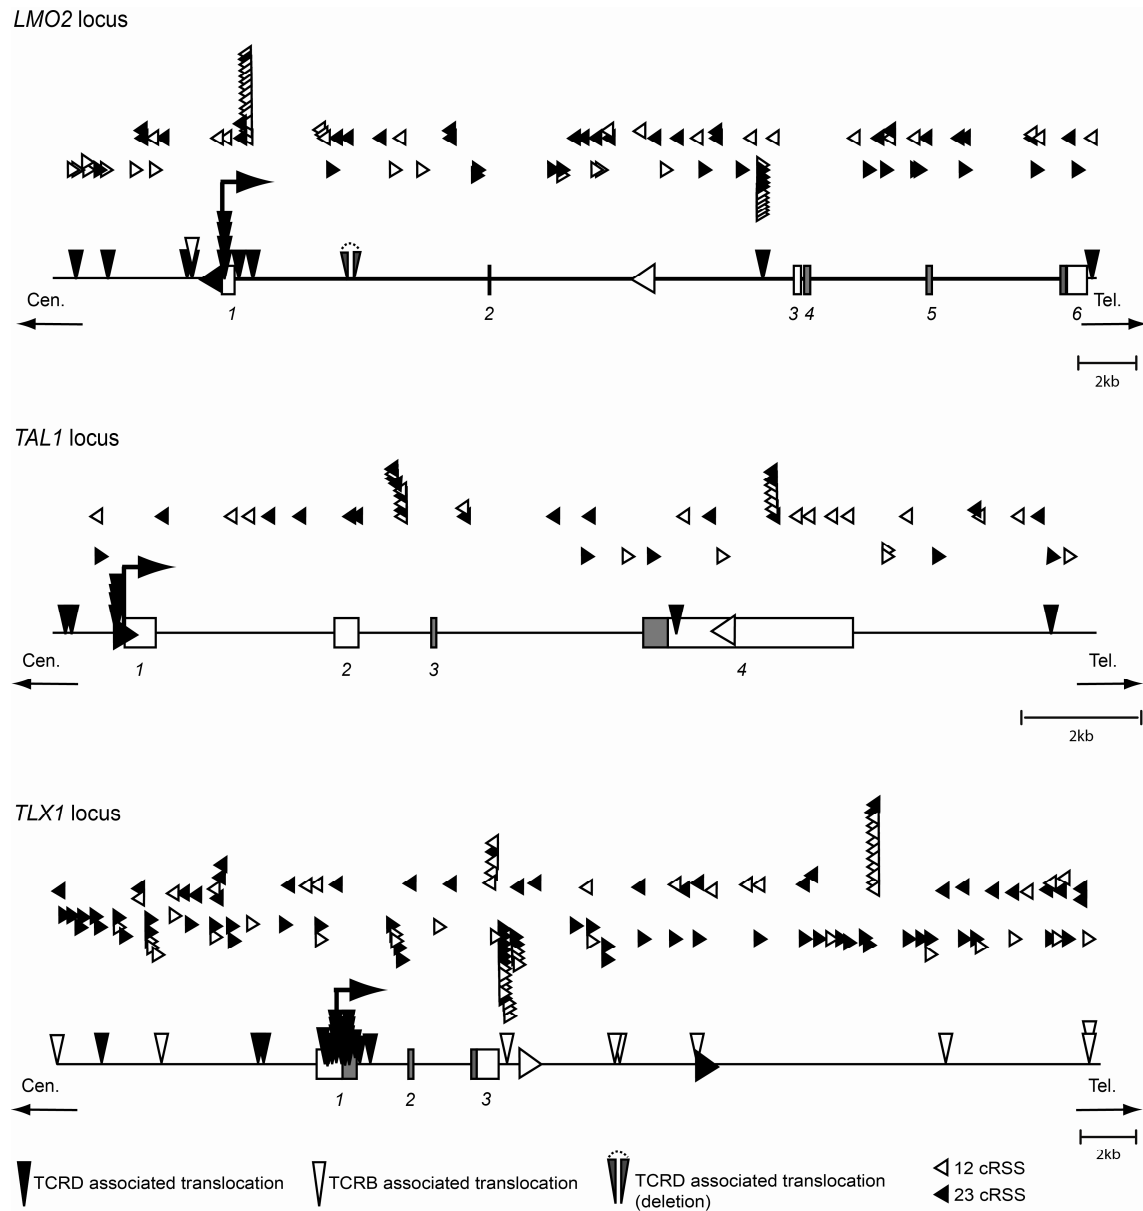 LMO2 locus
Cen.
Tel.
1 2 3 4 5 6
2kb
TAL1 locus
Cen.
Tel.
1 2 3 4
2kb
TLX1 locus
Cen.
Tel.
1 2 3
2kb
TCRD associated translocation
TCRB associated translocation
TCRD associated translocation
(deletion)
12 cRSS
23 cRSS